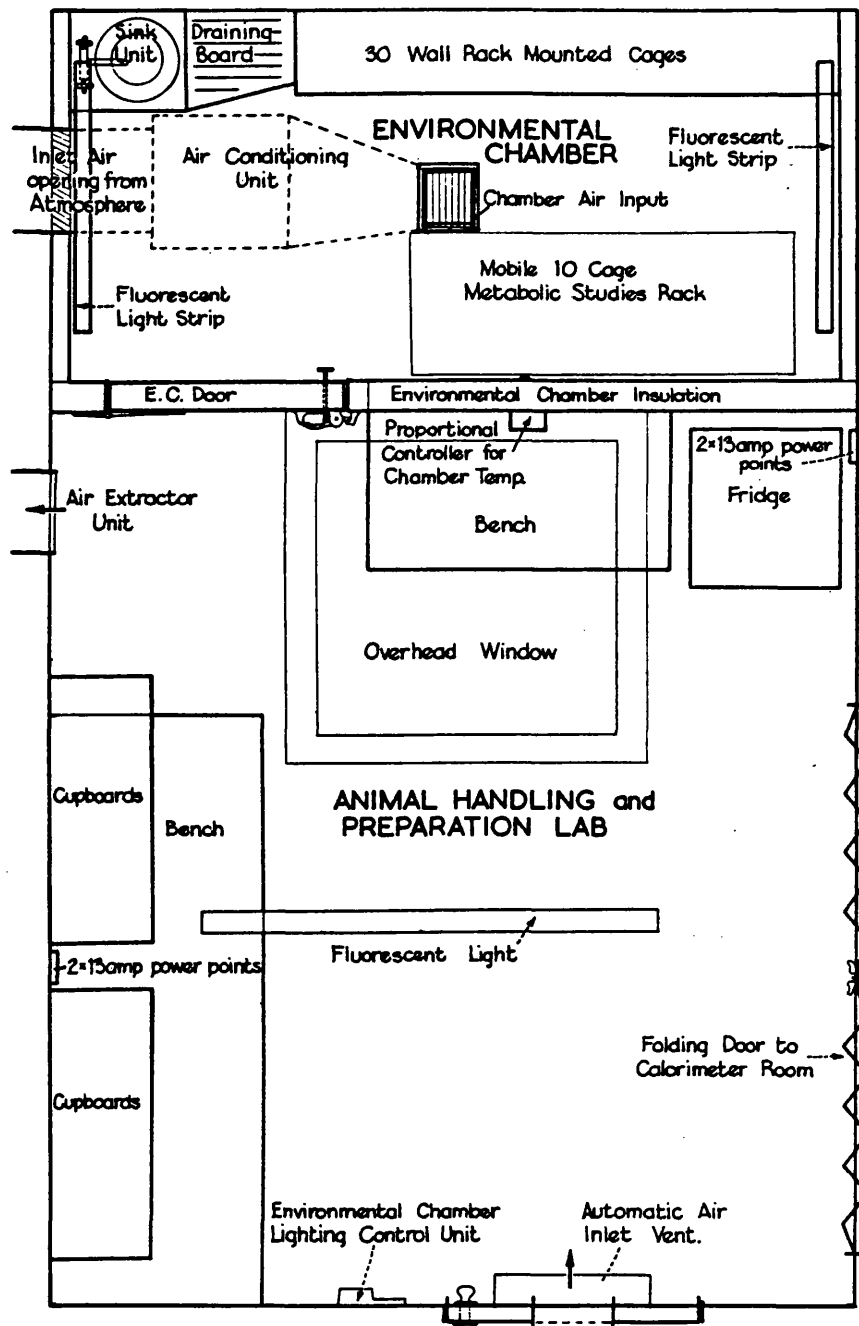 Sink
Unit
Draining-
Board
30 Wall Rack Mounted Cages
ENVIRONMENTAL
CHAMBER
Fluorescent
Light Strip
Inlet Air
opening from
Atmosphere
Air Conditioning
Unit
Chamber Air Input
Mobile 10 Cage
Metabolic Studies Rack
Fluorescent
Light Strip
E.C. Door
Environmental Chamber Insulation
Proportional
Controller for
Chamber Temp.
2×13amp power
points
Fridge
Air Extractor
Unit
Bench
Overhead Window
Cupboards
Bench
ANIMAL HANDLING and
PREPARATION LAB
Fluorescent Light
2×13amp power points
Folding Door to
Calorimeter Room
Cupboards
Environmental Chamber
Lighting Control Unit
Automatic Air
Inlet Vent.